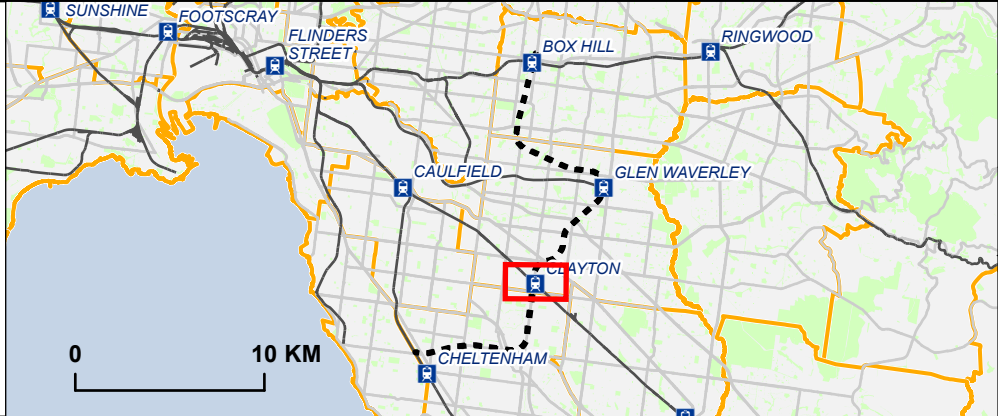 SUNSHINE
FOOTSCRAY
FLINDERS
STREET
BOX HILL
RINGWOOD
CAULFIELD
GLEN WAVERLEY
CLAYTON
0
10 KM
CHELTENHAM